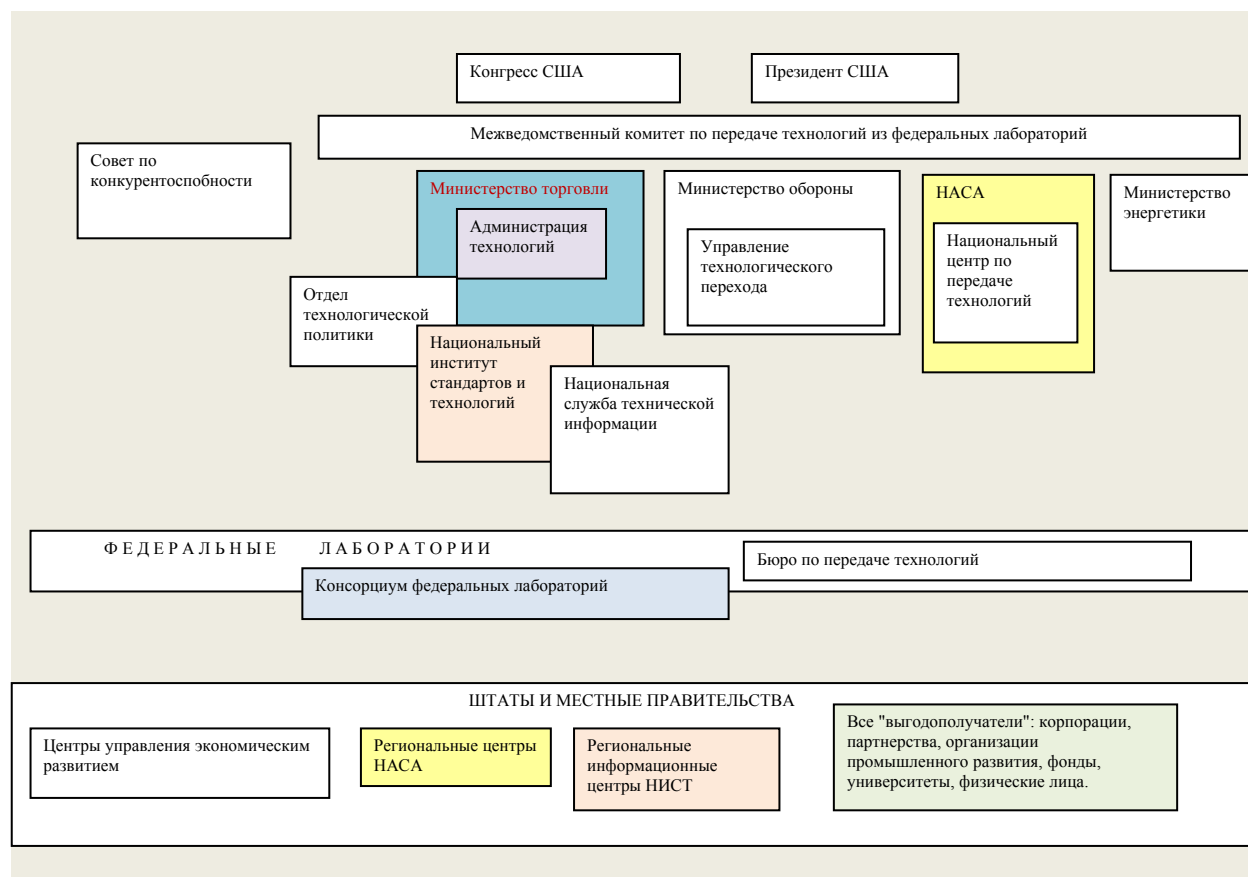 Конгресс США
Президент США
Межведомственный комитет по передаче технологий из федеральных лабораторий
Совет по
конкурентоспобности
Министерство торговли
Администрация
технологий
Министерство обороны
Управление
технологического
перехода
НАСА
Национальный
центр по
передаче
технологий
Министерство
энергетики
Отдел
технологической
политики
Национальный
институт
стандартов и
технологий
Национальная
служба технической
информации
ФЕДЕРАЛЬНЫЕ ЛАБОРАТОРИИ
Бюро по передаче технологий
Консорциум федеральных лабораторий
ШТАТЫ И МЕСТНЫЕ ПРАВИТЕЛЬСТВА
Центры управления экономическим
развитием
Региональные центры
НАСА
Региональные
информационные
центры НИСТ
Все "выгодополучатели": корпорации,
партнерства, организации
промышленного развития, фонды,
университеты, физические лица.